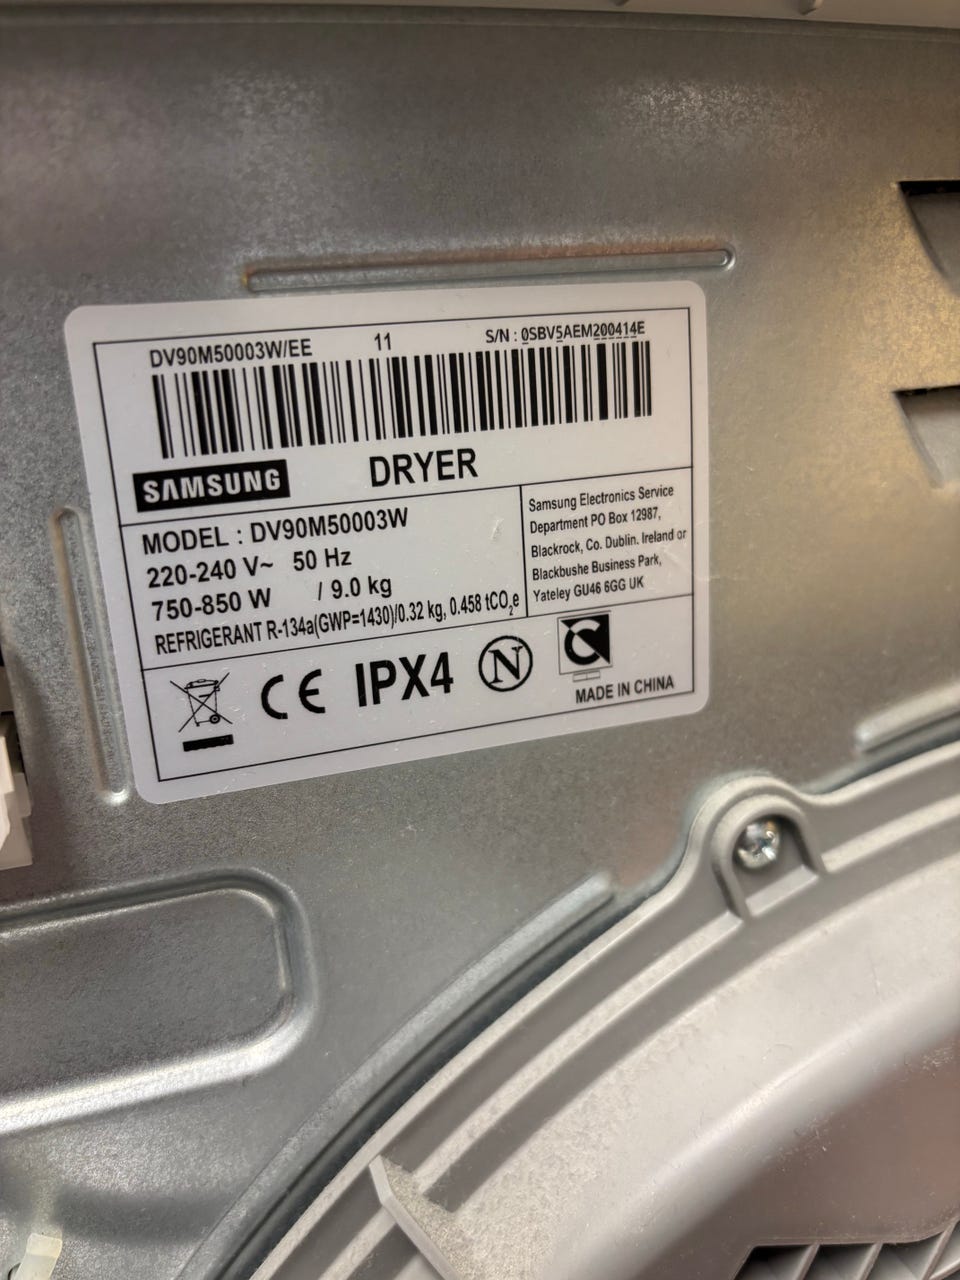 DV90M50003W/EE 11 S/N : 0SBV5AEM200414E
SAMSUNG DRYER
MODEL : DV90M50003W
220-240 V~ 50 Hz
750-850 W / 9.0 kg
REFRIGERANT R-134a(GWP=1430)/0.32 kg, 0.458 tCO₂e
Samsung Electronics Service
Department PO Box 12987,
Blackrock, Co. Dublin. Ireland or
Blackbushe Business Park,
Yateley GU46 6GG UK
CE IPX4 N
MADE IN CHINA